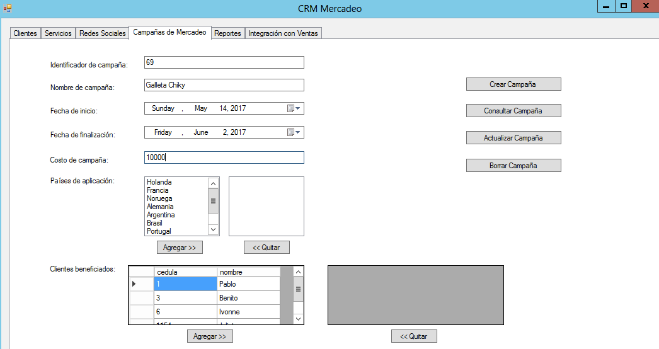 CRM Mercadeo
Clientes Servicios Redes Sociales Campañas de Mercadeo Reportes Integración con Ventas
Identificador de campaña: 69
Nombre de campaña: Galleta Chiky
Fecha de inicio: Sunday , May 14, 2017
Fecha de finalización: Friday , June 2, 2017
Costo de campaña: 10000
Países de aplicación:
Holanda
Francia
Noruega
Alemania
Argentina
Brasil
Portugal
Agregar >> << Quitar
Crear Campaña
Consultar Campaña
Actualizar Campaña
Borrar Campaña
Clientes beneficiados:
cedula nombre
1 Pablo
3 Benito
6 Ivonne
Agregar >> << Quitar